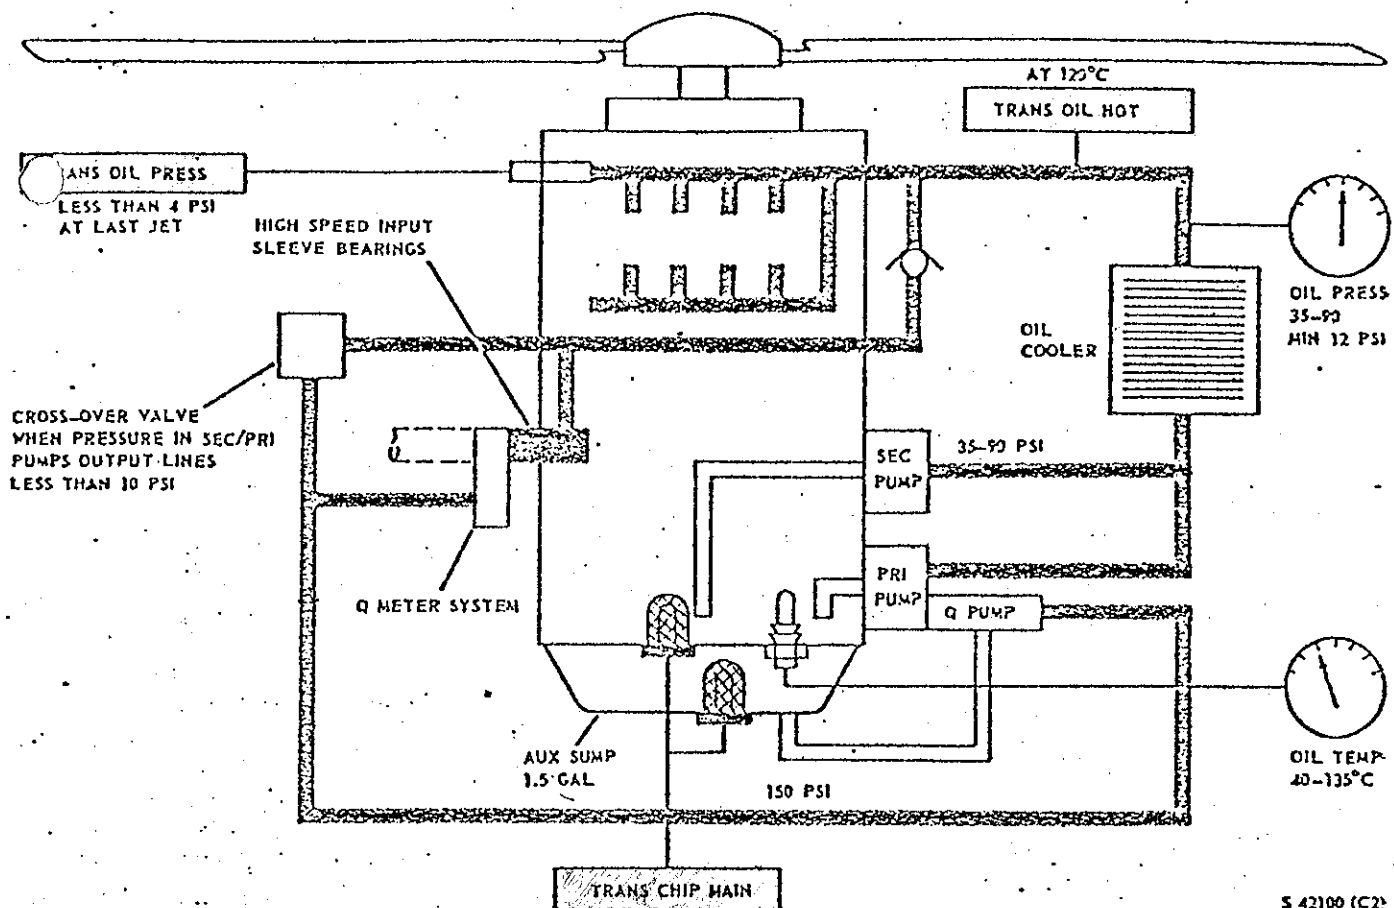 AT 120°C
TRANS OIL HOT
ANS OIL PRESS
LESS THAN 4 PSI
AT LAST JET
HIGH SPEED INPUT
SLEEVE BEARINGS
OIL PRESS
35-90
MIN 12 PSI
OIL
COOLER
CROSS-OVER VALVE
WHEN PRESSURE IN SEC/PRI
PUMPS OUTPUT LINES
LESS THAN 10 PSI
SEC
PUMP
35-90 PSI
PRI
PUMP
Q PUMP
Q METER SYSTEM
AUX SUMP
1.5 GAL
150 PSI
OIL TEMP
-40-135°C
TRANS CHIP MAIN
S 42100 (C2)